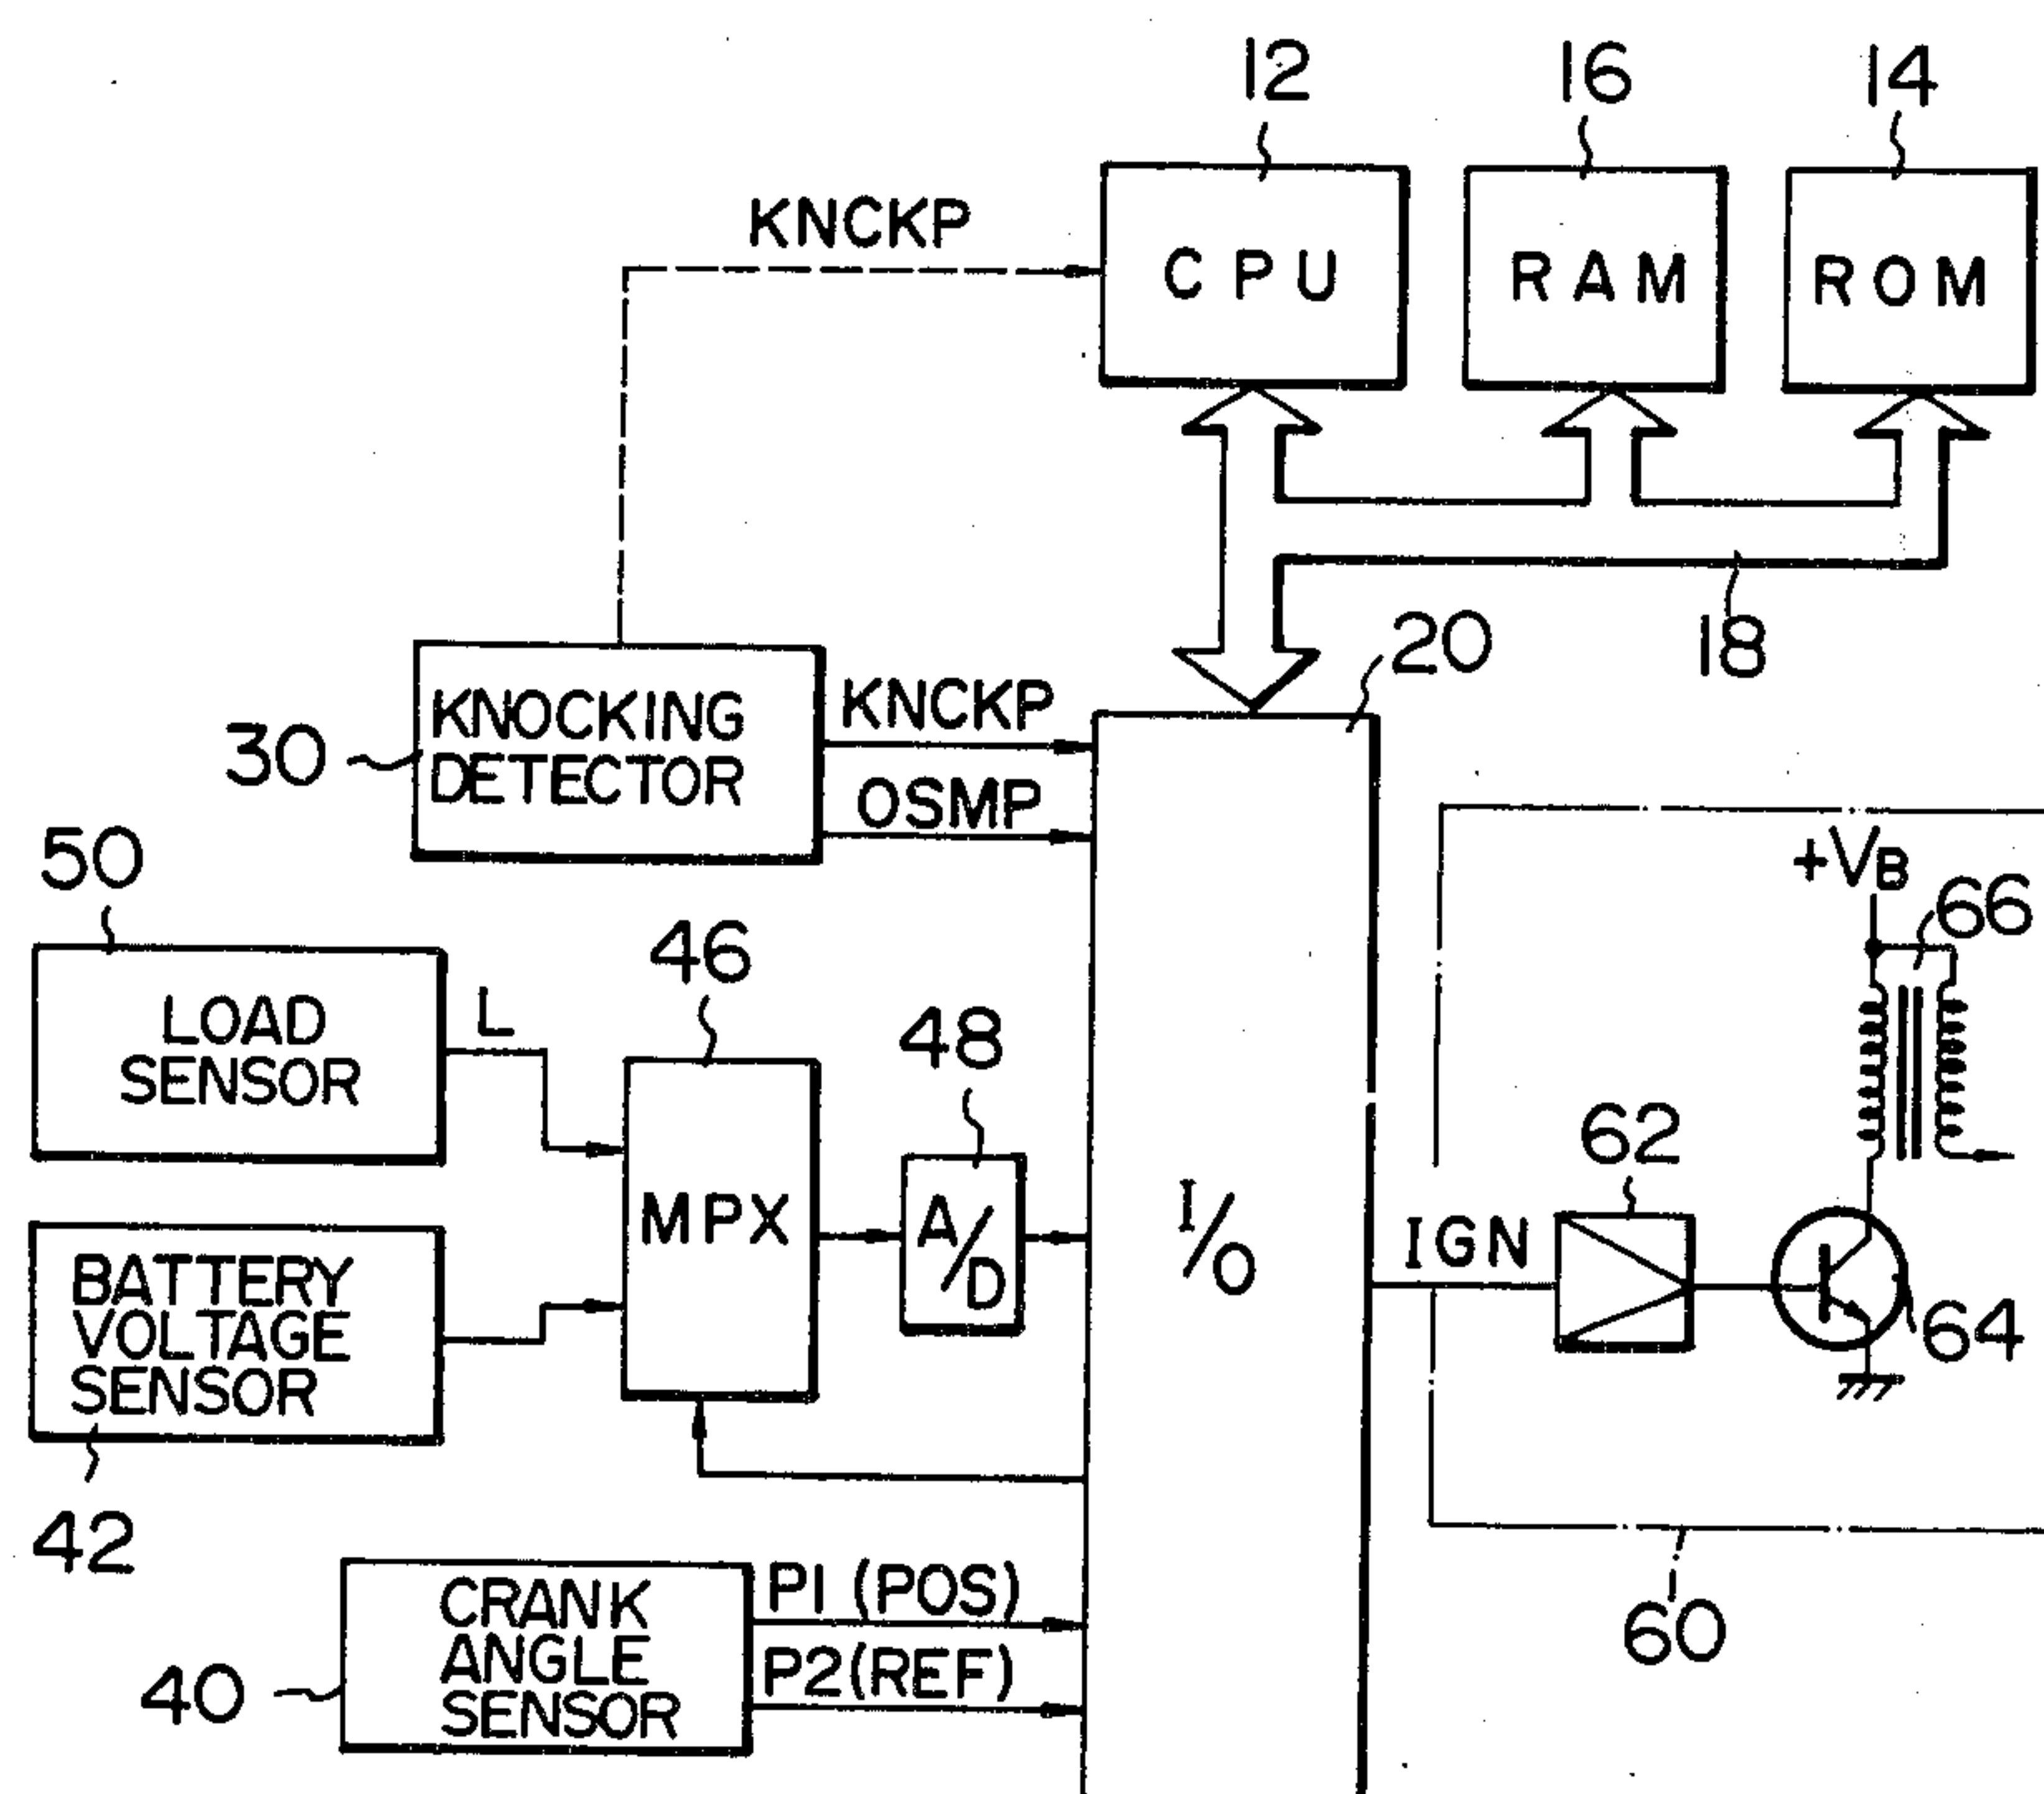 12
16
14
KNCKP
CPU
RAM
ROM
18
20
30
KNOCKING
DETECTOR
KNCKP
OSMP
50
LOAD
SENSOR
L
46
48
MPX
A/D
I/O
BATTERY
VOLTAGE
SENSOR
42
40
CRANK
ANGLE
SENSOR
P1(POS)
P2(REF)
+VB
66
62
IGN
64
60